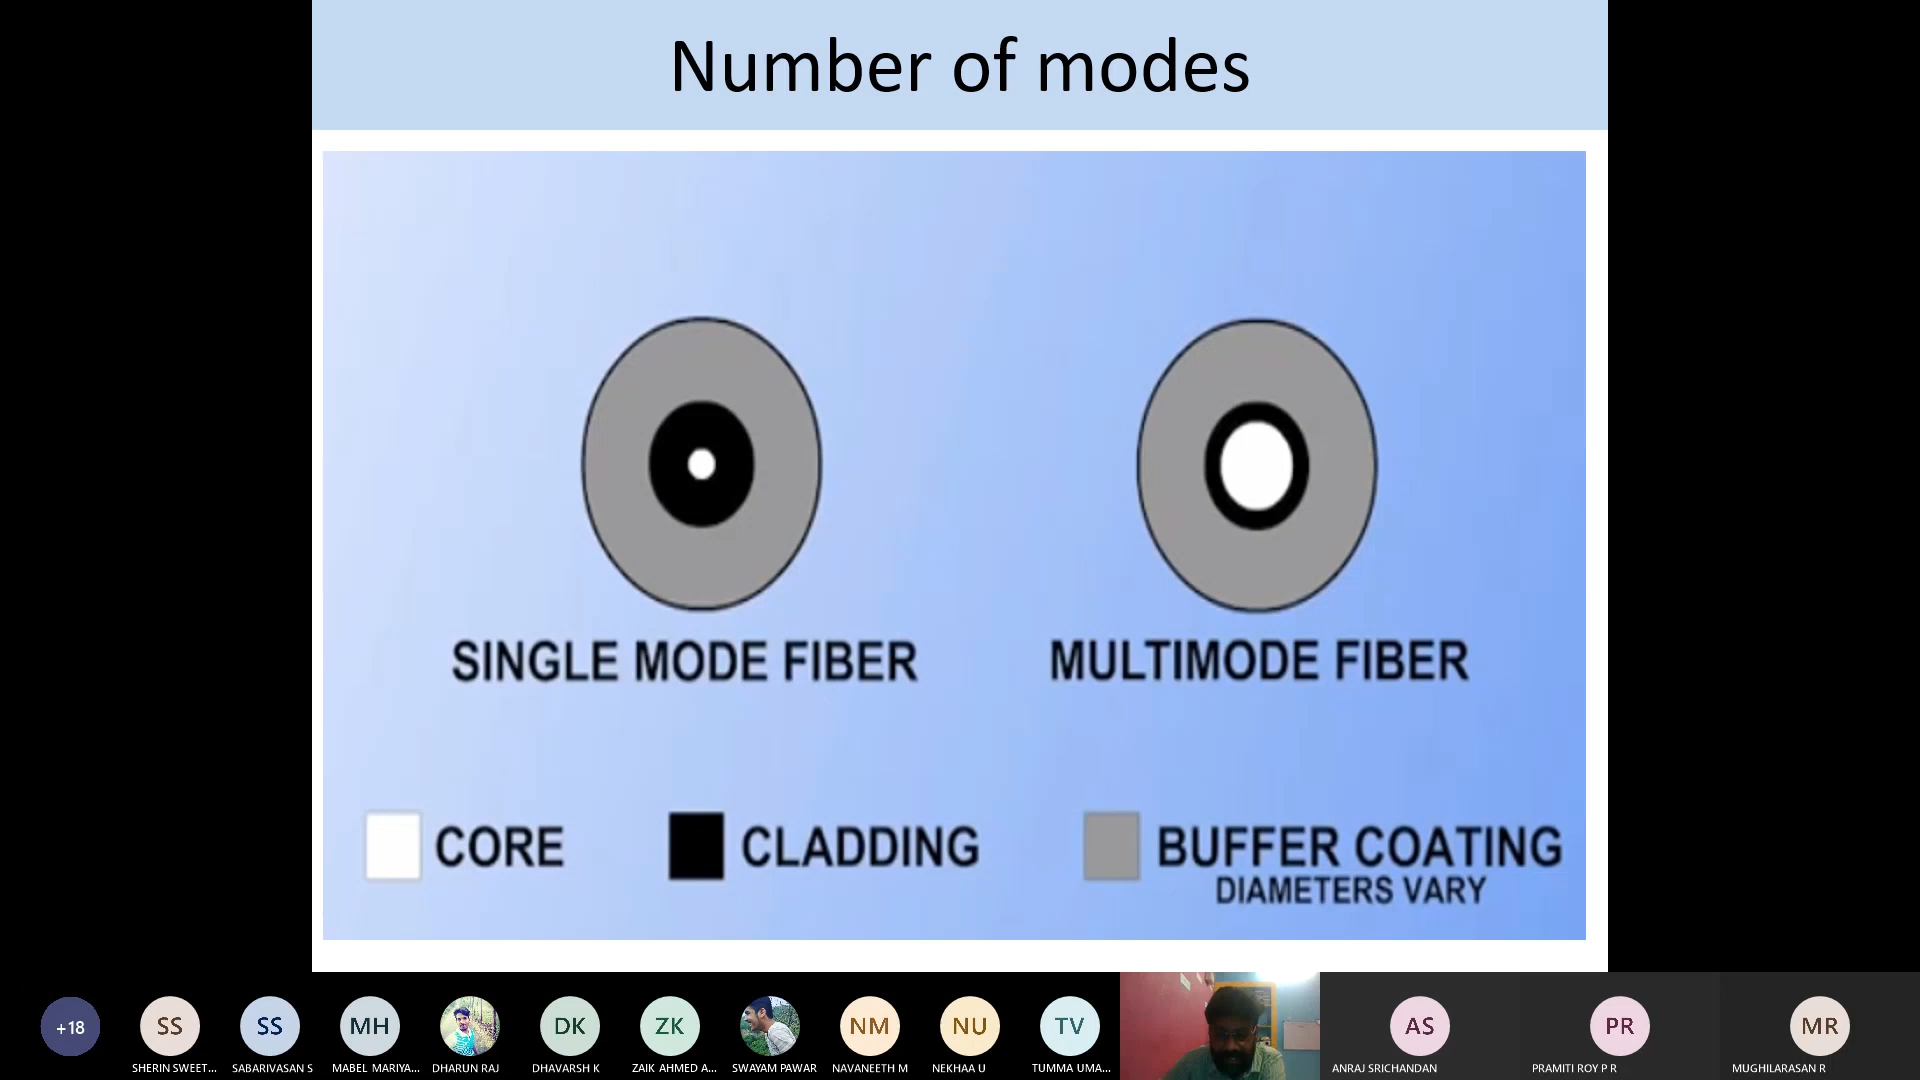 Number of modes
SINGLE MODE FIBER
MULTIMODE FIBER
CORE
CLADDING
BUFFER COATING
DIAMETERS VARY
+18
SS
SS
MH
DK
ZK
NM
NU
TV
AS
PR
MR
SHERIN SWEET...
SABARIVASAN S
MABEL MARIYA...
DHARUN RAJ
DHAVARSH K
ZAIK AHMED A...
SWAYAM PAWAR
NAVANEETH M
NEKHAA U
TUMMA UMA...
ANRAJ SRICHANDAN
PRAMITI ROY P R
MUGHILARASAN R